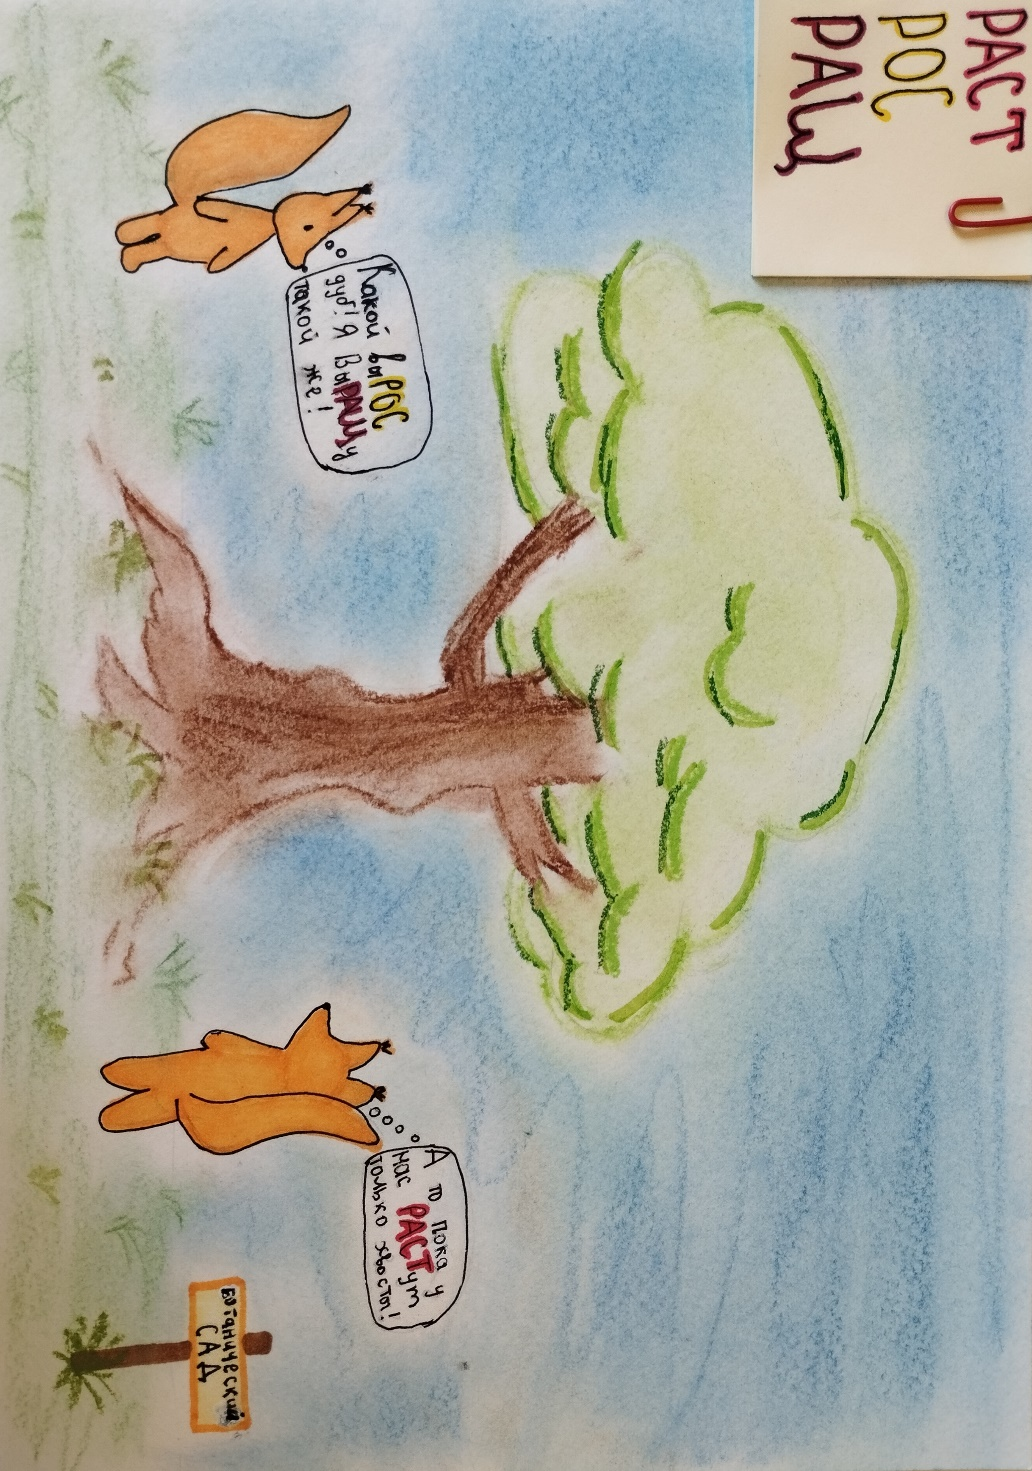 РАСТ
РОС
РАЩ
Какой выРОС
дуб! Я выРАЩу
такой же!
А то пока у
нас РАСТут
только хвосты!
Ботанический
САД